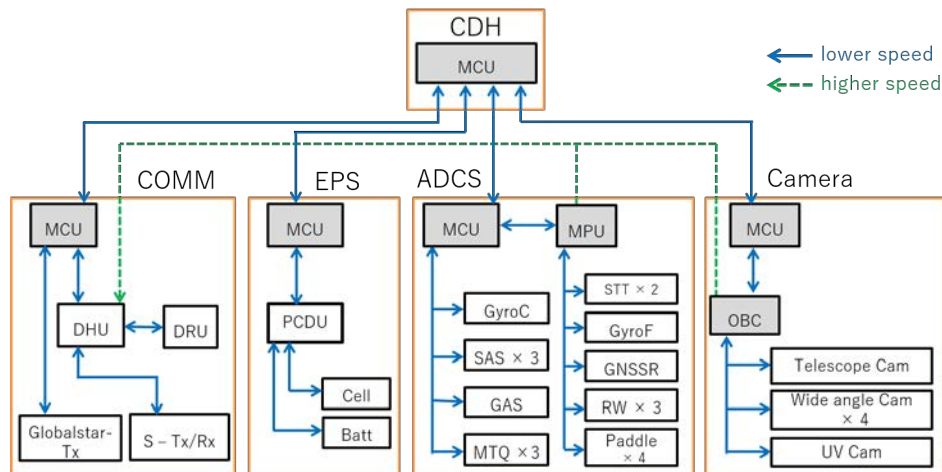 CDH
MCU
lower speed
higher speed
COMM
EPS
ADCS
Camera
MCU
MCU
MCU
MPU
MCU
DHU
DRU
PCDU
GyroC
STT × 2
OBC
GyroF
SAS × 3
GNSSR
Telescope Cam
Cell
GAS
RW × 3
Wide angle Cam
× 4
Globalstar-
Tx
S – Tx/Rx
Batt
MTQ ×3
Paddle
× 4
UV Cam